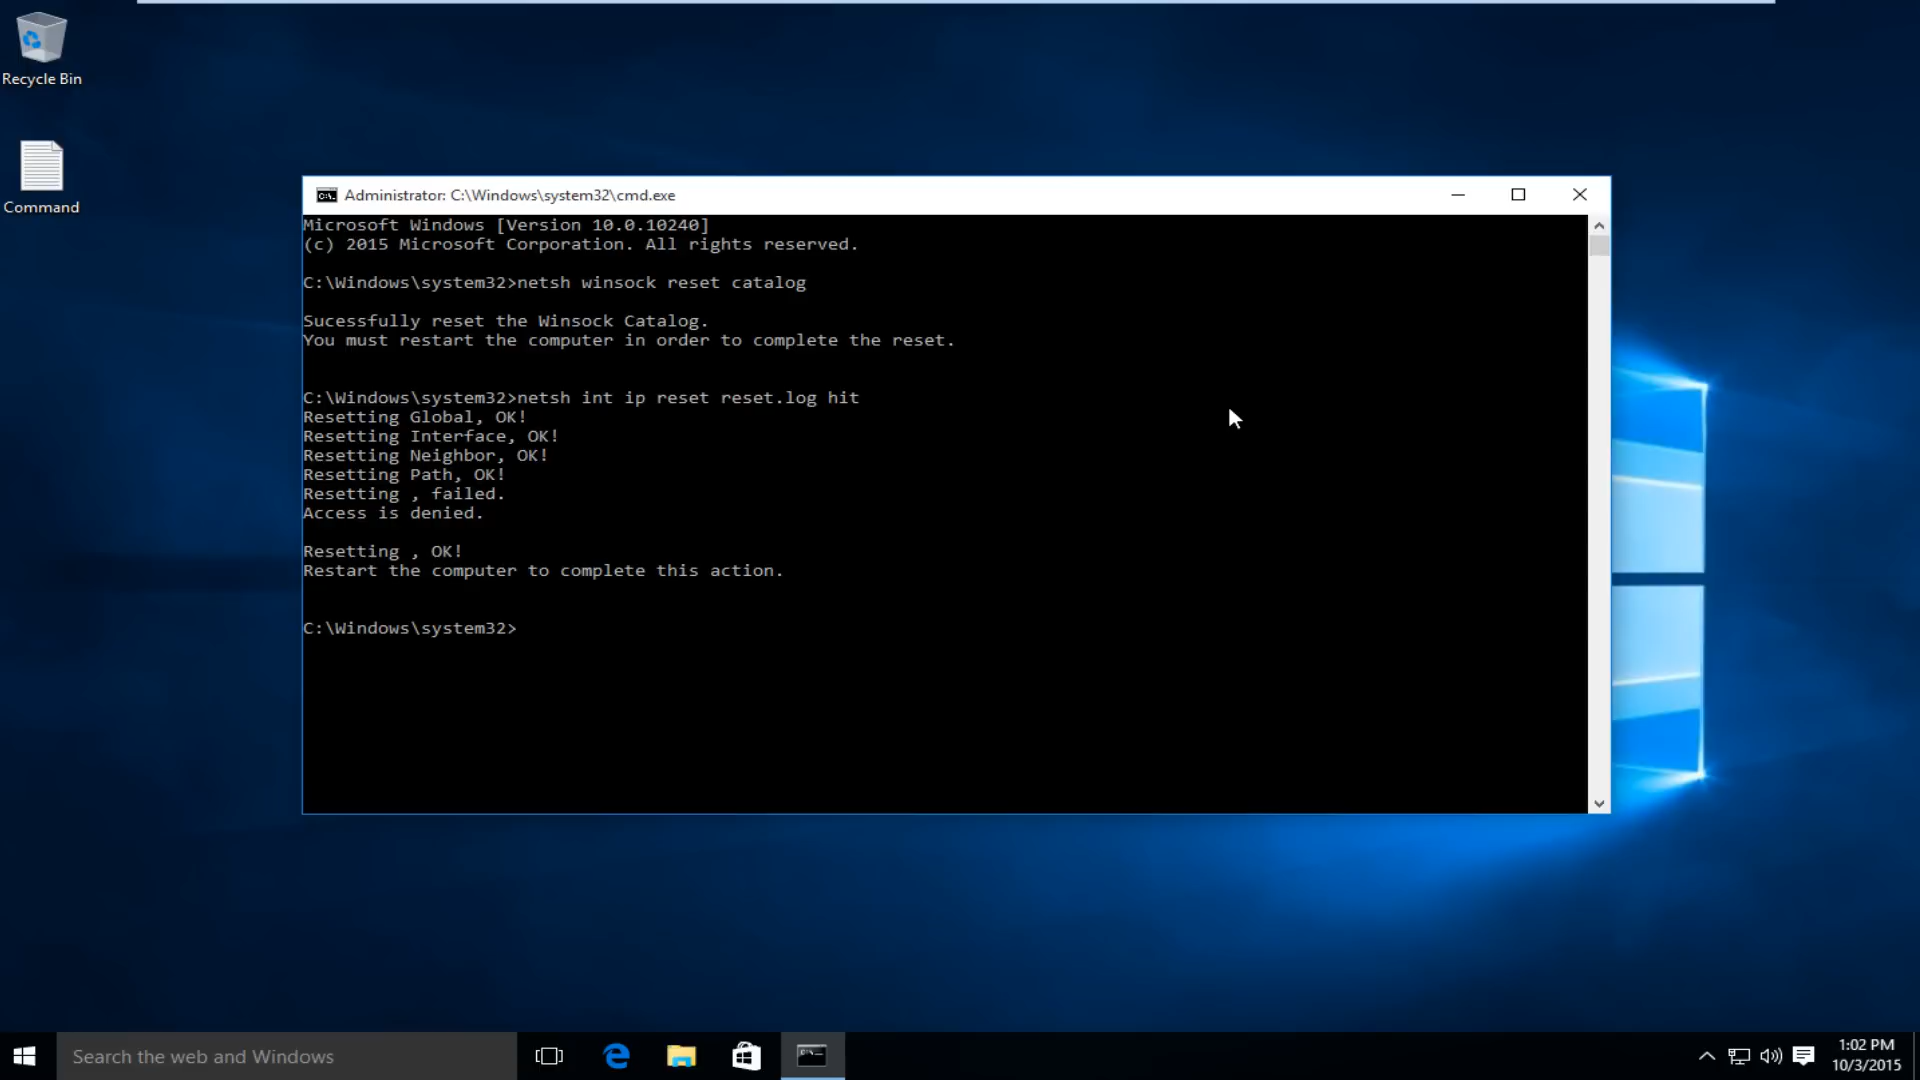 Recycle Bin
Command
Administrator: C:\Windows\system32\cmd.exe
Microsoft Windows [Version 10.0.10240]
(c) 2015 Microsoft Corporation. All rights reserved.
C:\Windows\system32>netsh winsock reset catalog
Sucessfully reset the Winsock Catalog.
You must restart the computer in order to complete the reset.
C:\Windows\system32>netsh int ip reset reset.log hit
Resetting Global, OK!
Resetting Interface, OK!
Resetting Neighbor, OK!
Resetting Path, OK!
Resetting , failed.
Access is denied.
Resetting , OK!
Restart the computer to complete this action.
C:\Windows\system32>
Search the web and Windows
1:02 PM
10/3/2015